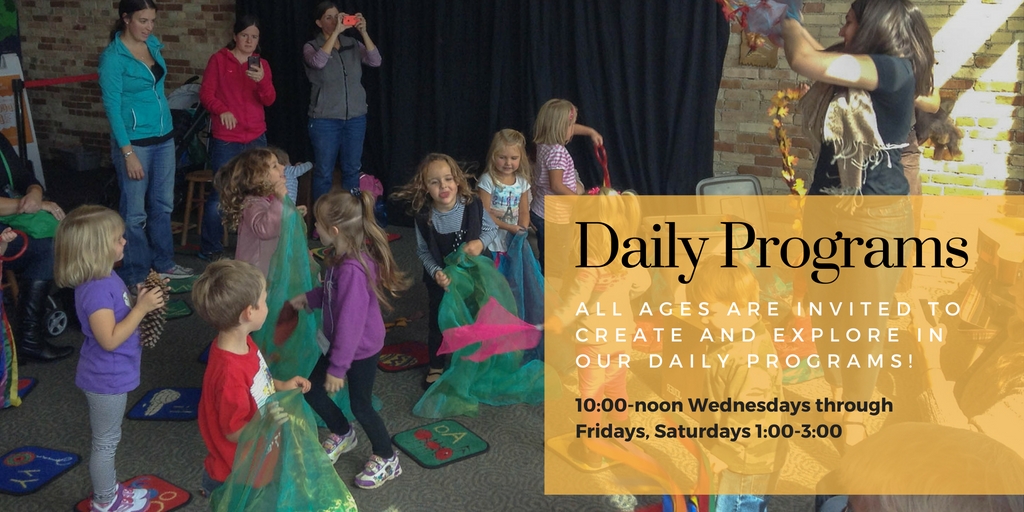 Daily Programs
ALL AGES ARE INVITED TO
CREATE AND EXPLORE IN
OUR DAILY PROGRAMS!
10:00-noon Wednesdays through
Fridays, Saturdays 1:00-3:00